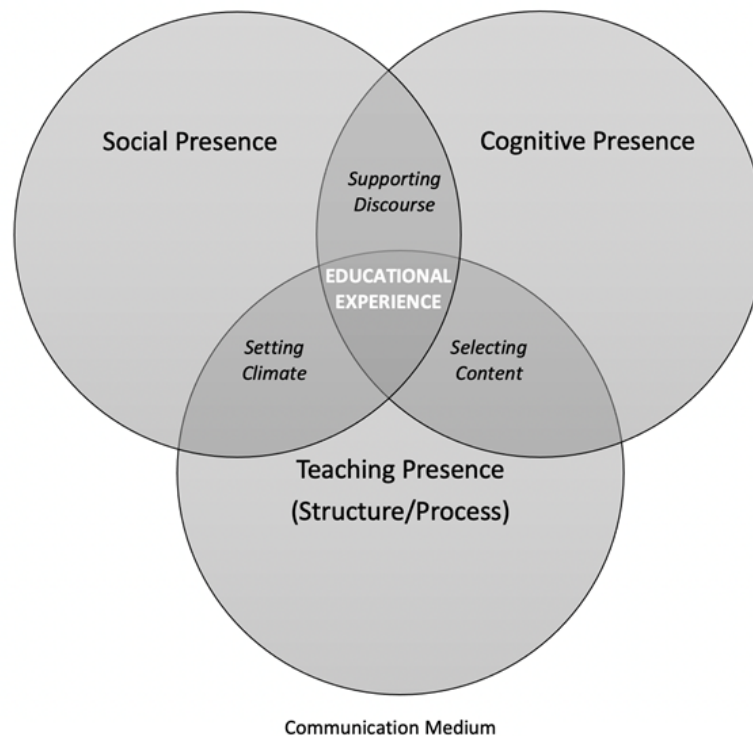 Social Presence
Cognitive Presence
Supporting
Discourse
EDUCATIONAL
EXPERIENCE
Setting
Climate
Selecting
Content
Teaching Presence
(Structure/Process)
Communication Medium